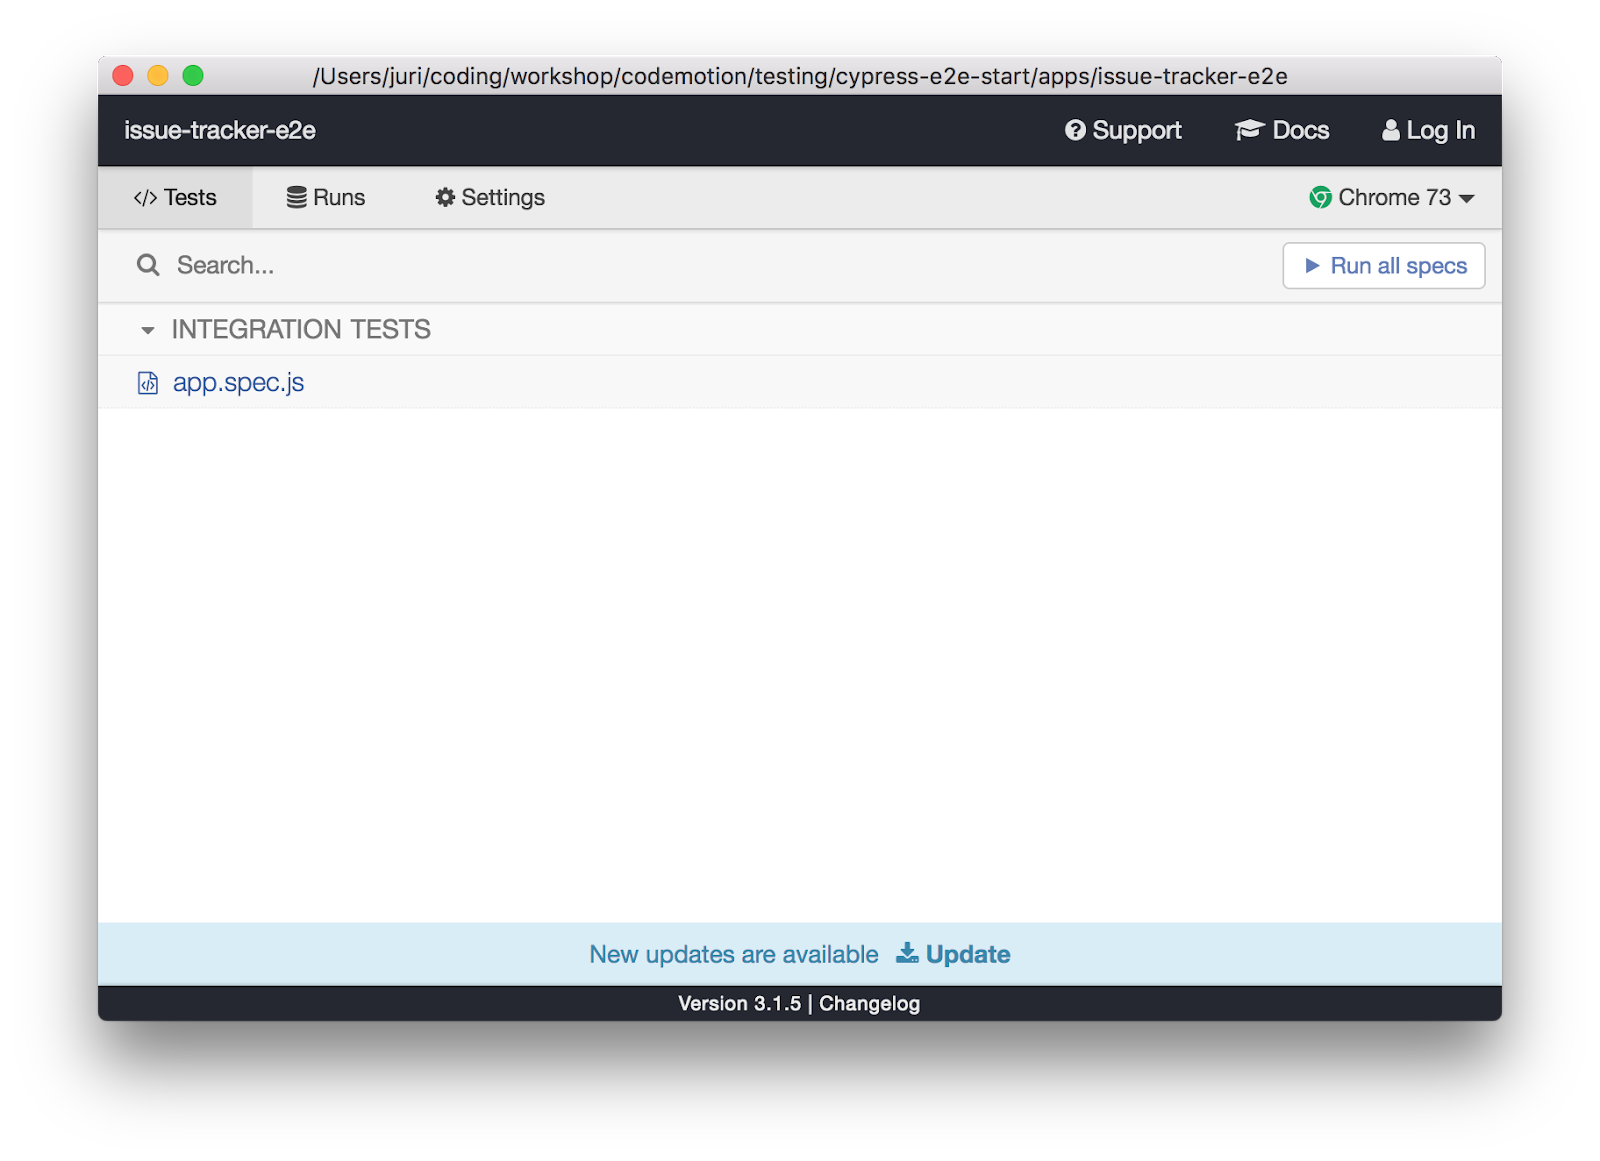 /Users/juri/coding/workshop/codemotion/testing/cypress-e2e-start/apps/issue-tracker-e2e
issue-tracker-e2e Support Docs Log In
Tests Runs Settings Chrome 73
Search... Run all specs
INTEGRATION TESTS
app.spec.js
New updates are available Update
Version 3.1.5 | Changelog